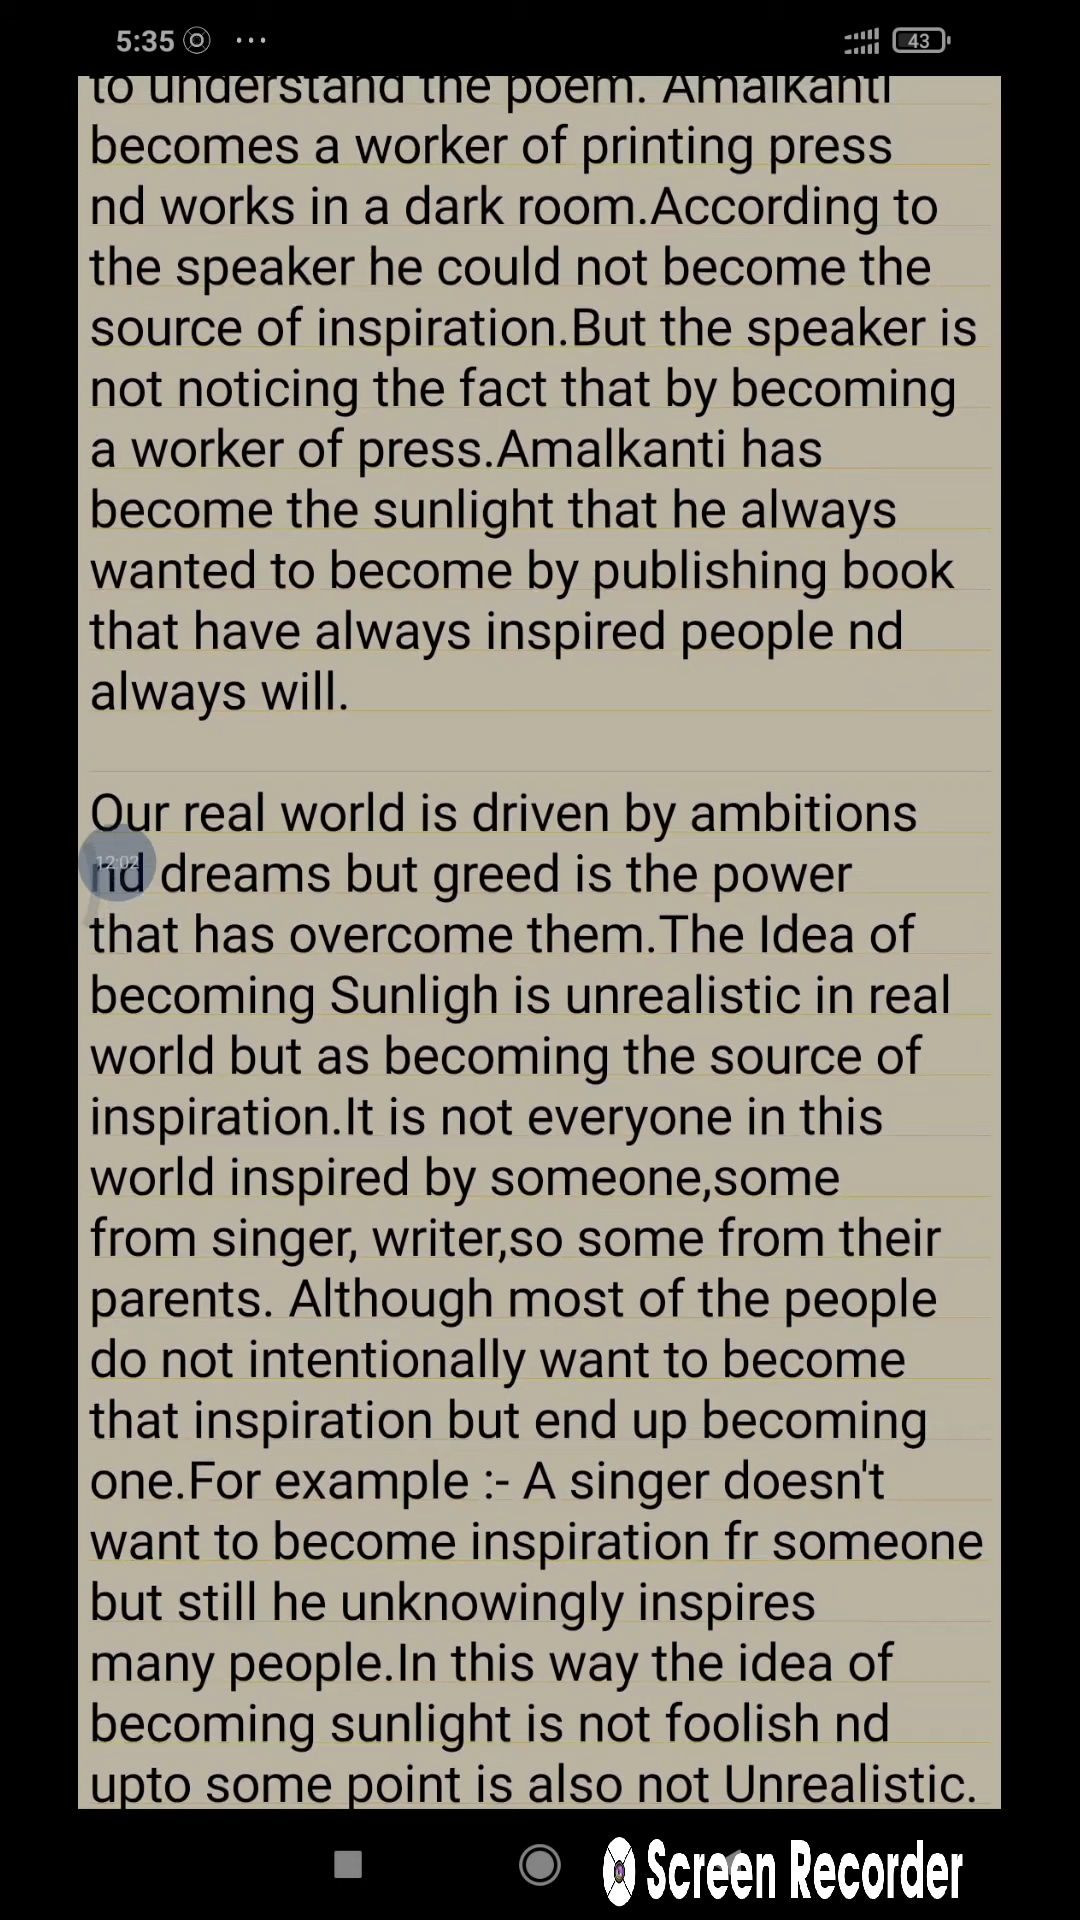 5:35
43
to understand the poem. Amalkanti
becomes a worker of printing press
nd works in a dark room.According to
the speaker he could not become the
source of inspiration.But the speaker is
not noticing the fact that by becoming
a worker of press.Amalkanti has
become the sunlight that he always
wanted to become by publishing book
that have always inspired people nd
always will.
Our real world is driven by ambitions
12:02
nd dreams but greed is the power
that has overcome them.The Idea of
becoming Sunligh is unrealistic in real
world but as becoming the source of
inspiration.It is not everyone in this
world inspired by someone,some
from singer, writer,so some from their
parents. Although most of the people
do not intentionally want to become
that inspiration but end up becoming
one.For example :- A singer doesn't
want to become inspiration fr someone
but still he unknowingly inspires
many people.In this way the idea of
becoming sunlight is not foolish nd
upto some point is also not Unrealistic.
Screen Recorder